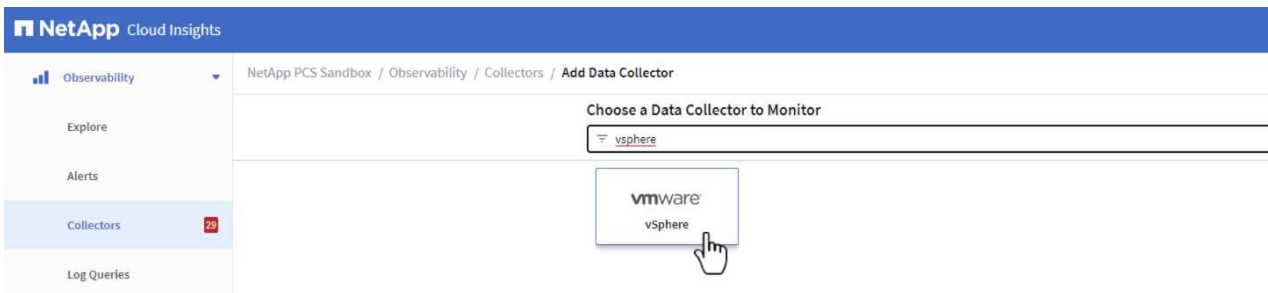 NetApp Cloud Insights
Observability
NetApp PCS Sandbox / Observability / Collectors / Add Data Collector
Choose a Data Collector to Monitor
Explore
vsphere
Alerts
vmware
vSphere
Collectors 29
Log Queries